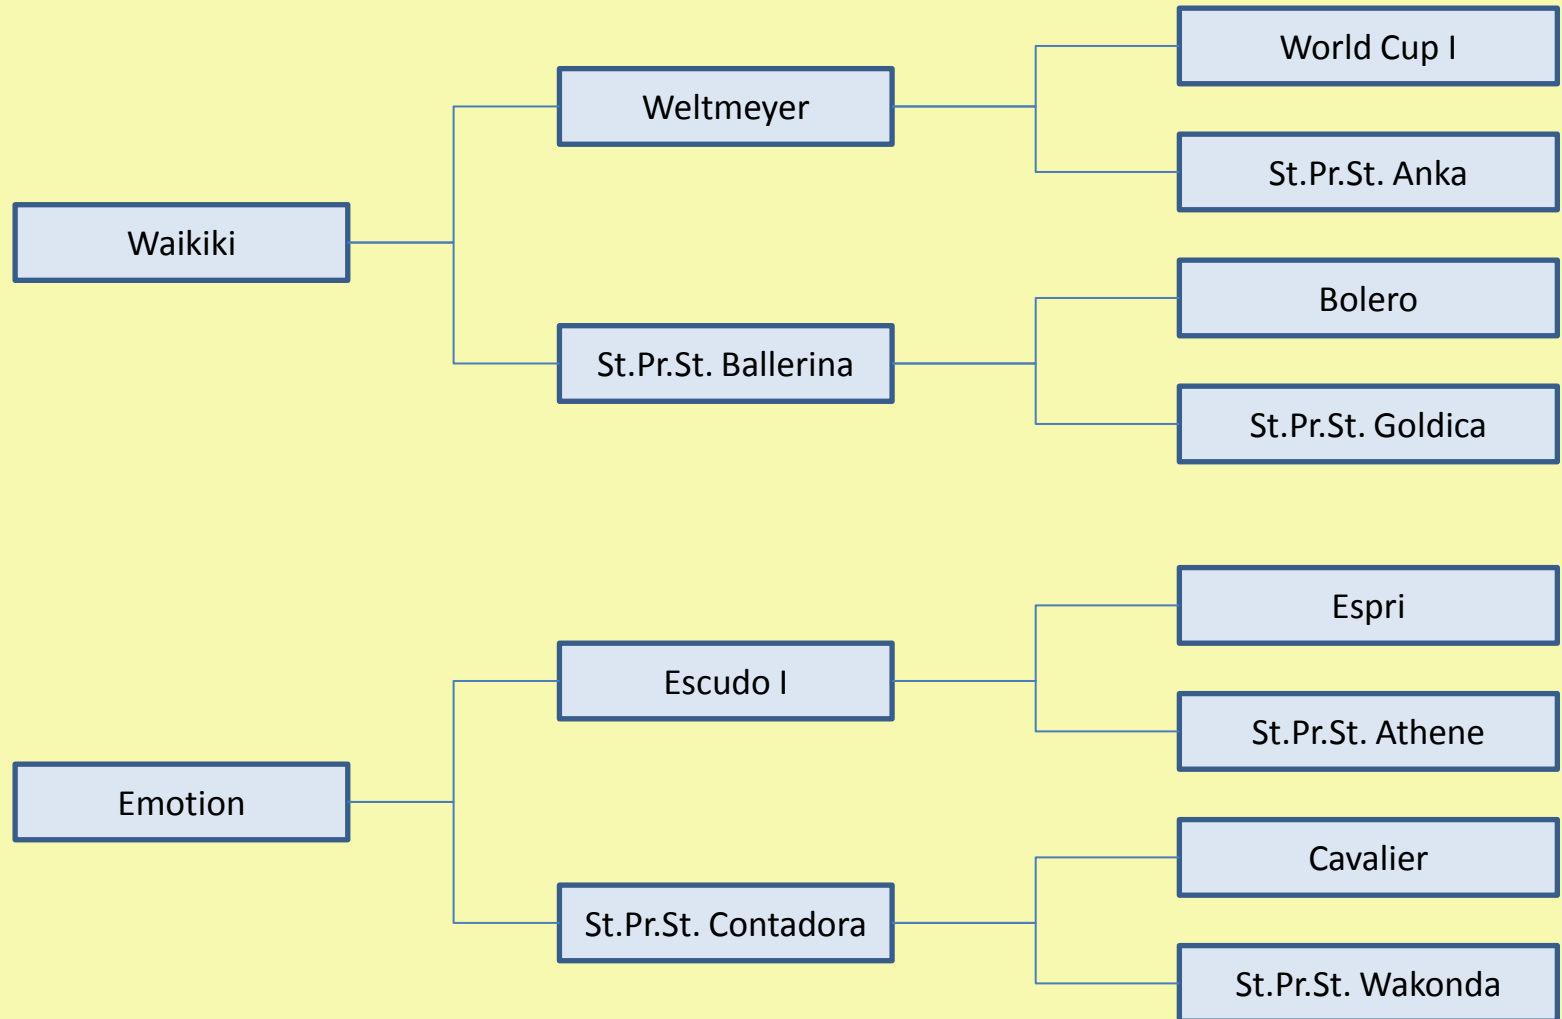 World Cup I
Weltmeyer
St.Pr.St. Anka
Waikiki
Bolero
St.Pr.St. Ballerina
St.Pr.St. Goldica
Espri
Escudo I
St.Pr.St. Athene
Emotion
Cavalier
St.Pr.St. Contadora
St.Pr.St. Wakonda